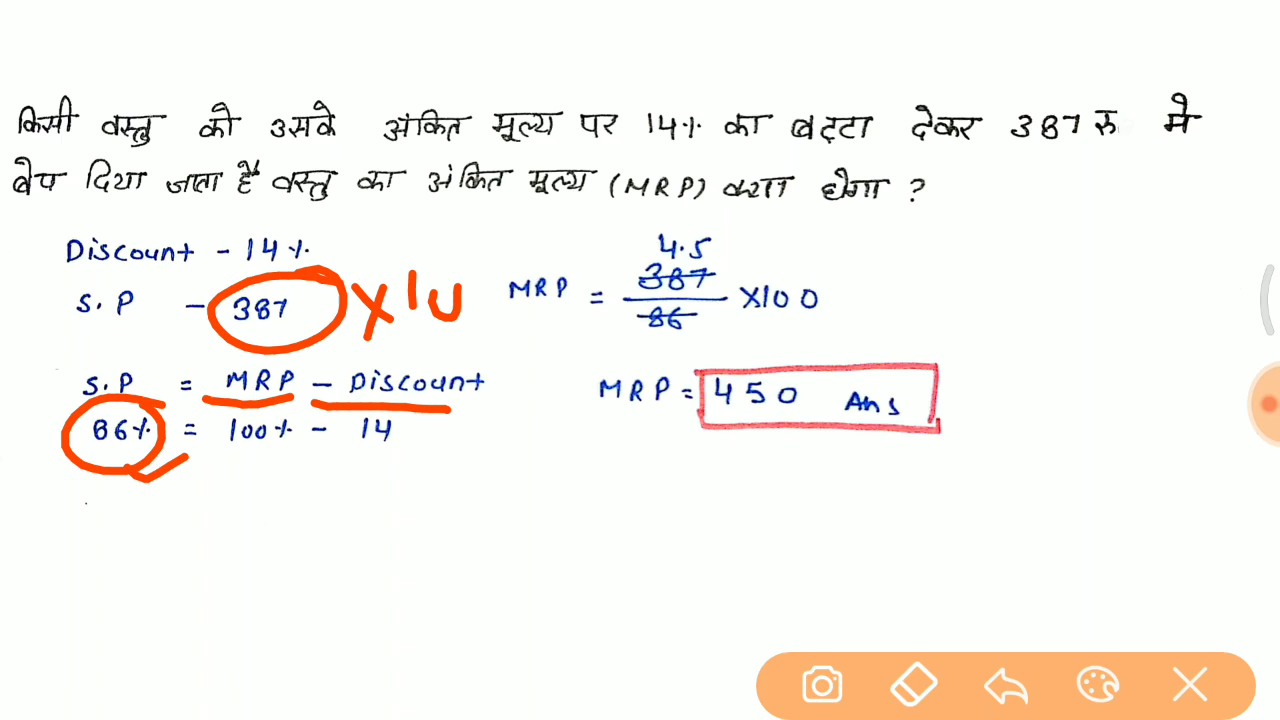 किसी वस्तु को उसके अंकित मूल्य पर 14% का बट्टा देकर 387 रु मे
बेच दिया जाता है वस्तु का अंकित मूल्य (MRP) क्या होगा ?
Discount - 14%
S.P - 387 X10
S.P = MRP - Discount
86% = 100% - 14
4.5
MRP = 387/86 X100
MRP = 450 Ans